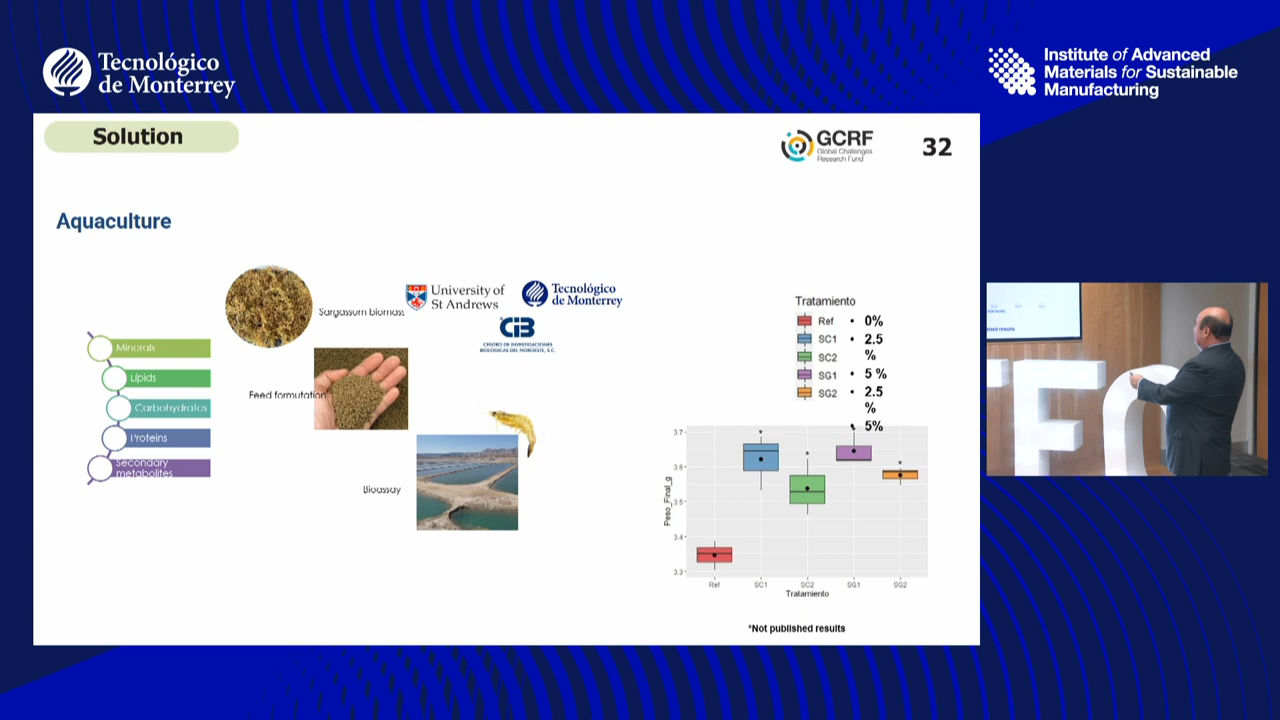 Tecnológico
de Monterrey
Institute of Advanced
Materials for Sustainable
Manufacturing
Solution
GCRF
Global Challenges
Research Fund
32
Aquaculture
Sargassum biomass
University of
St Andrews
Tecnológico
de Monterrey
CiB
CENTRO DE INVESTIGACIONES
BIOLÓGICAS DEL NOROESTE, S.C.
Minerals
Lipids
Carbohydrates
Proteins
Secondary
metabolites
Feed formutation
Bioassay
Tratamiento
Ref • 0%
SC1 • 2.5
SC2 %
SG1 • 5 %
SG2 • 2.5
%
• 5%
3.7
3.6
3.5
3.4
3.3
Peso_Final_g
* * * *
Ref SC1 SC2 SG1 SG2
Tratamiento
*Not published results